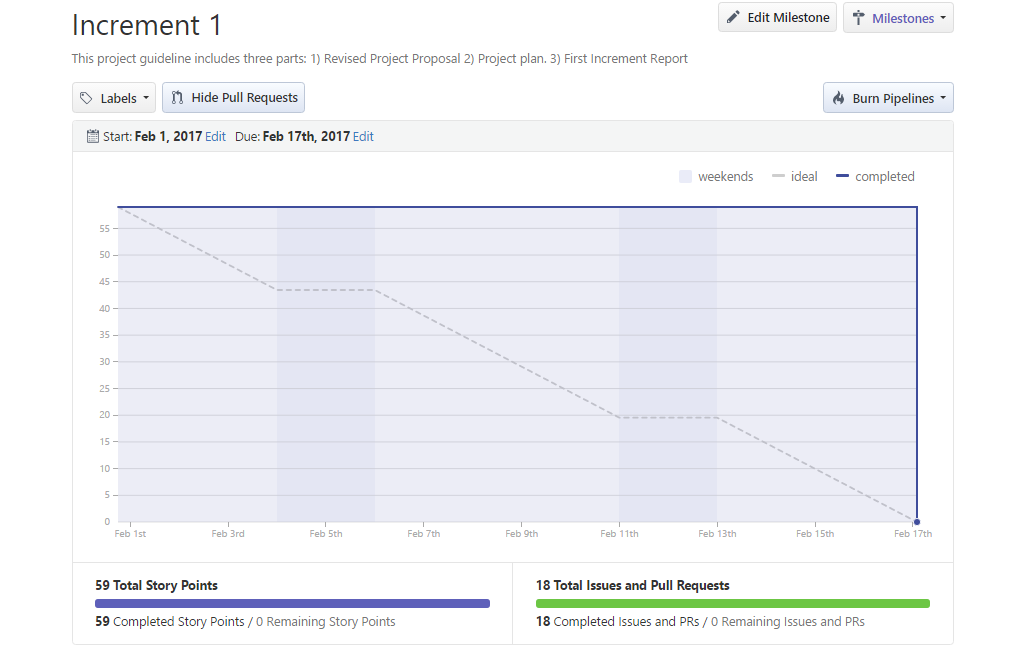 Increment 1
Edit Milestone
Milestones
This project guideline includes three parts: 1) Revised Project Proposal 2) Project plan. 3) First Increment Report
Labels
Hide Pull Requests
Burn Pipelines
Start: Feb 1, 2017 Edit Due: Feb 17th, 2017 Edit
weekends ideal completed
55
50
45
40
35
30
25
20
15
10
5
0
Feb 1st Feb 3rd Feb 5th Feb 7th Feb 9th Feb 11th Feb 13th Feb 15th Feb 17th
59 Total Story Points
59 Completed Story Points / 0 Remaining Story Points
18 Total Issues and Pull Requests
18 Completed Issues and PRs / 0 Remaining Issues and PRs